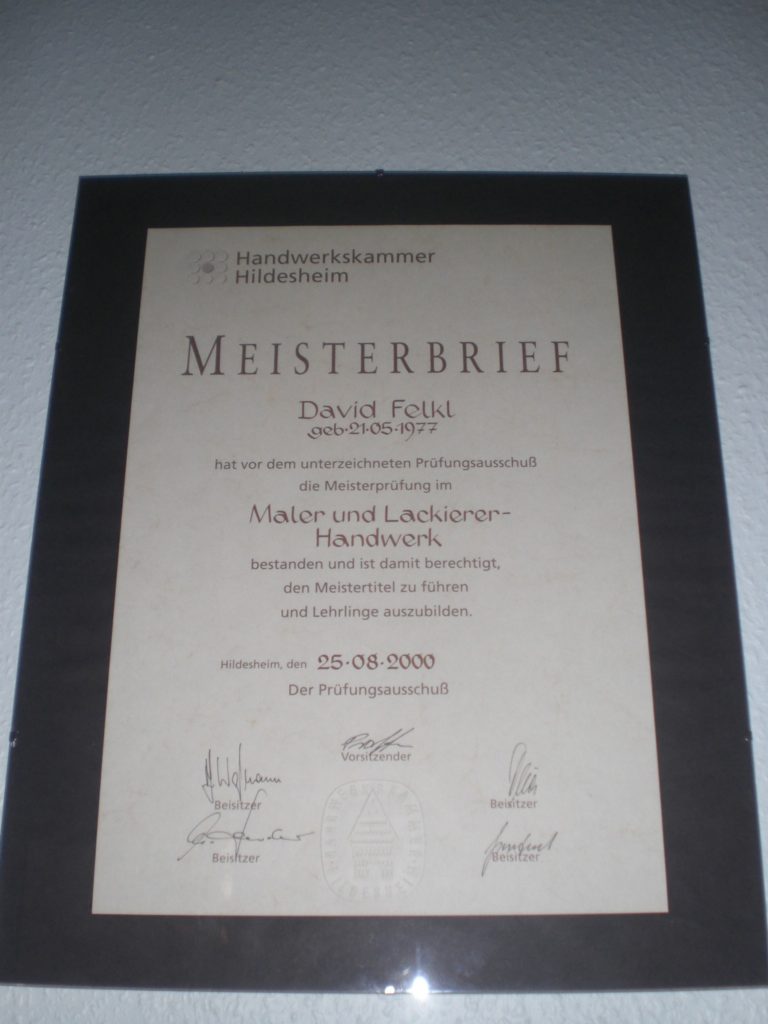 Handwerkskammer
Hildesheim
MEISTERBRIEF
David Felkl
geb·21·05·1977
hat vor dem unterzeichneten Prüfungsausschuß
die Meisterprüfung im
Maler und Lackierer-
Handwerk
bestanden und ist damit berechtigt,
den Meistertitel zu führen
und Lehrlinge auszubilden.
Hildesheim, den 25·08·2000
Der Prüfungsausschuß
Vorsitzender
Beisitzer
Beisitzer
Beisitzer
Beisitzer
HANDWERKSKAMMER
HILDESHEIM